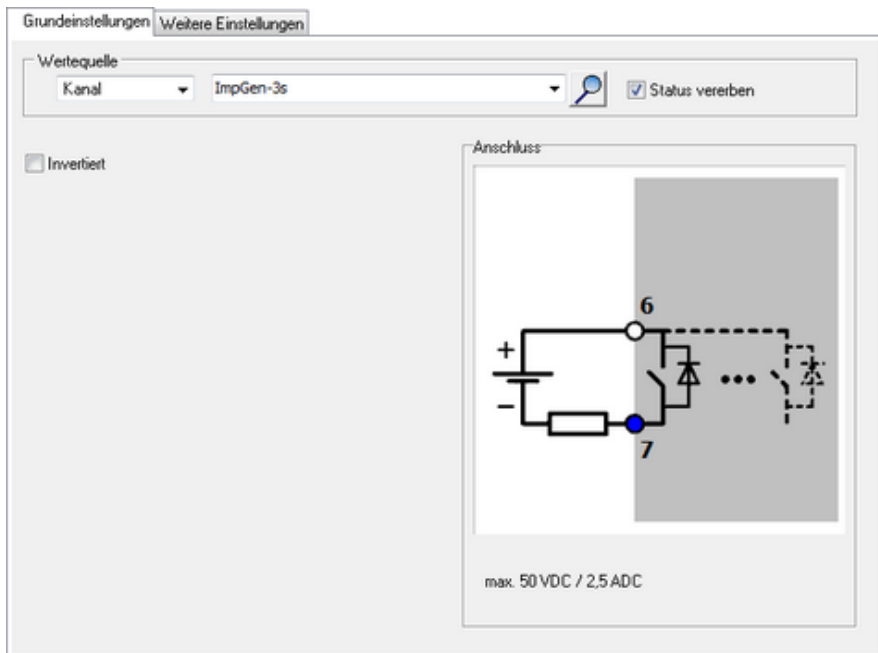 Grundeinstellungen Weitere Einstellungen
Wertequelle
Kanal ImpGen-3s Status vererben
Invertiert
Anschluss
6
+
−
7
max. 50 VDC / 2,5 ADC